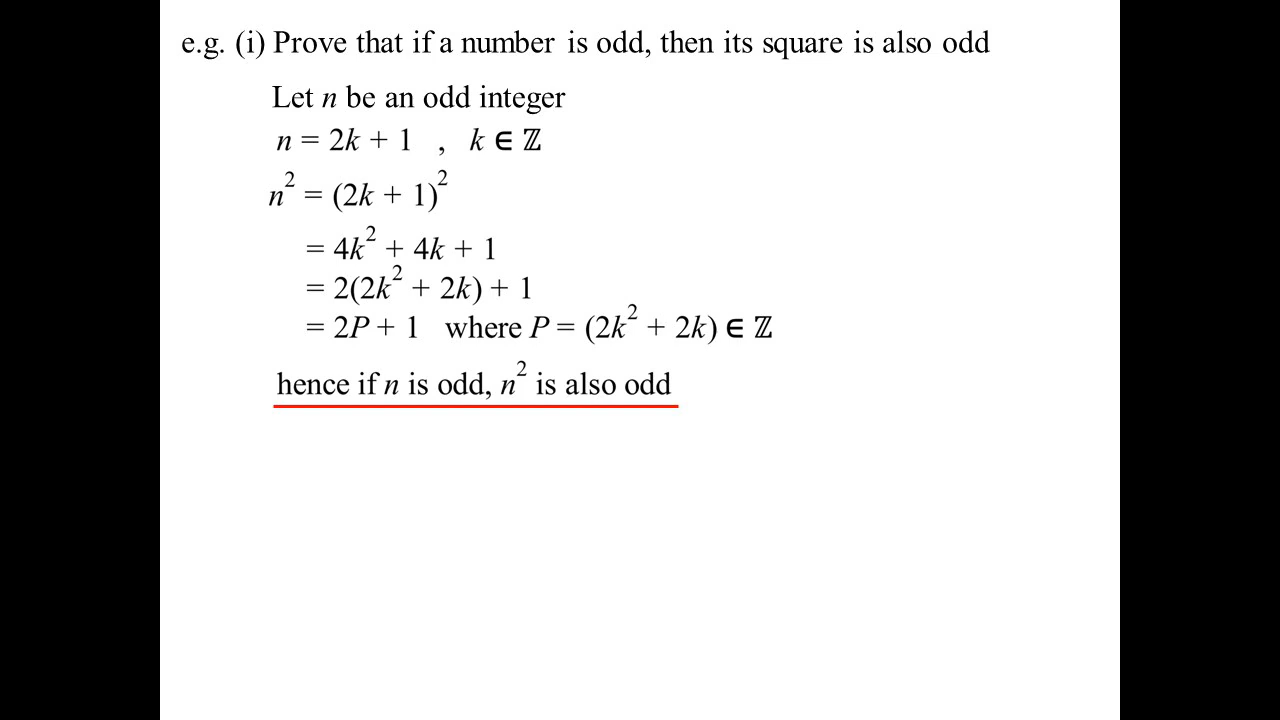 e.g. (i) Prove that if a number is odd, then its square is also odd
Let n be an odd integer
n = 2k + 1 , k ∈ ℤ
n² = (2k + 1)²
= 4k² + 4k + 1
= 2(2k² + 2k) + 1
= 2P + 1 where P = (2k² + 2k) ∈ ℤ
hence if n is odd, n² is also odd